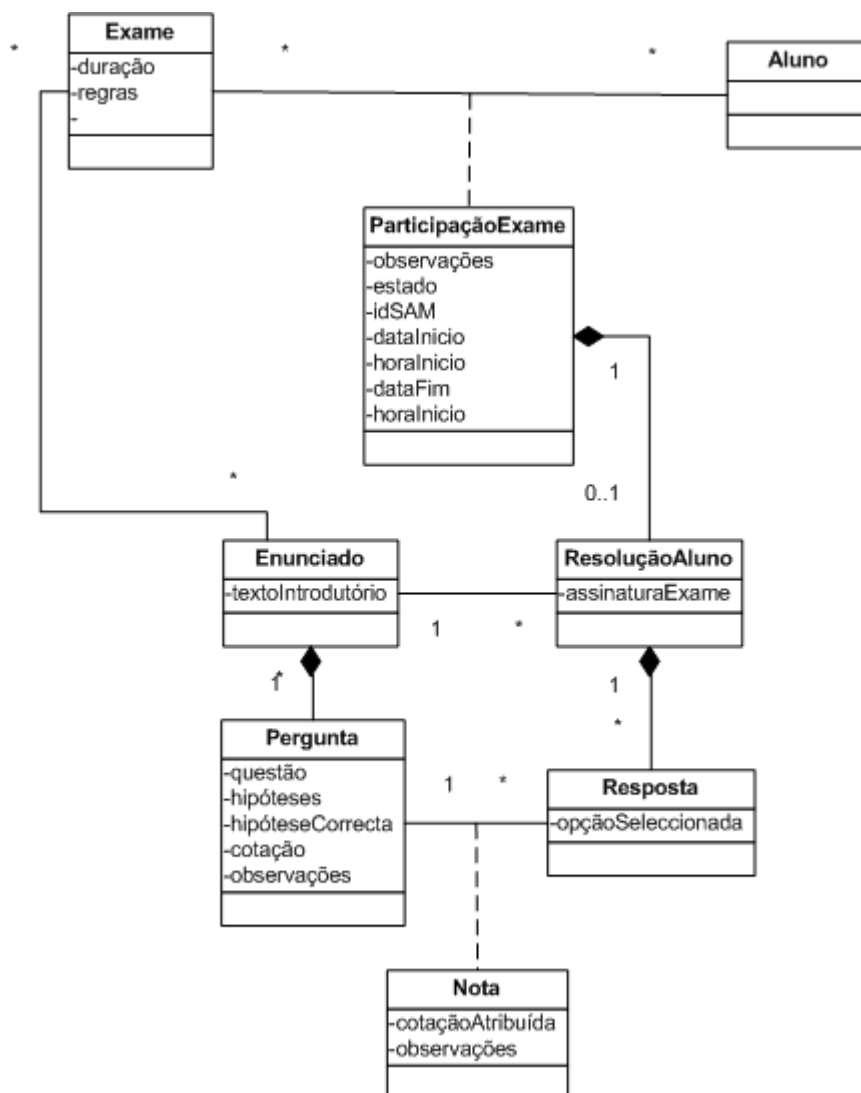 Exame
-duração
-regras
-
*
*
*
Aluno
ParticipaçãoExame
-observações
-estado
-idSAM
-dataInicio
-horaInicio
-dataFim
-horaInicio
1
0..1
*
Enunciado
-textoIntrodutório
ResoluçãoAluno
-assinaturaExame
1
*
1
*
1
*
Pergunta
-questão
-hipóteses
-hipóteseCorrecta
-cotação
-observações
1
*
Resposta
-opçãoSeleccionada
Nota
-cotaçãoAtribuída
-observações